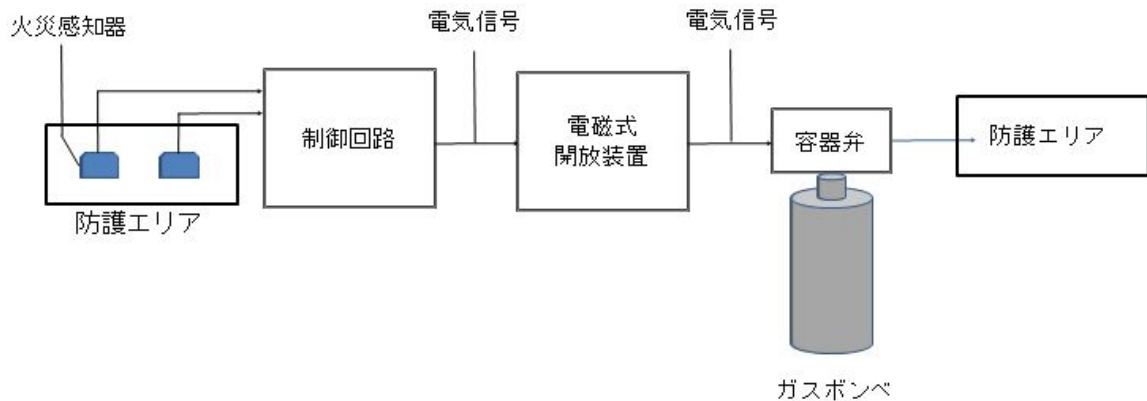 火災感知器
電気信号
電気信号
制御回路
電磁式
開放装置
容器弁
防護エリア
防護エリア
ガスボンベ